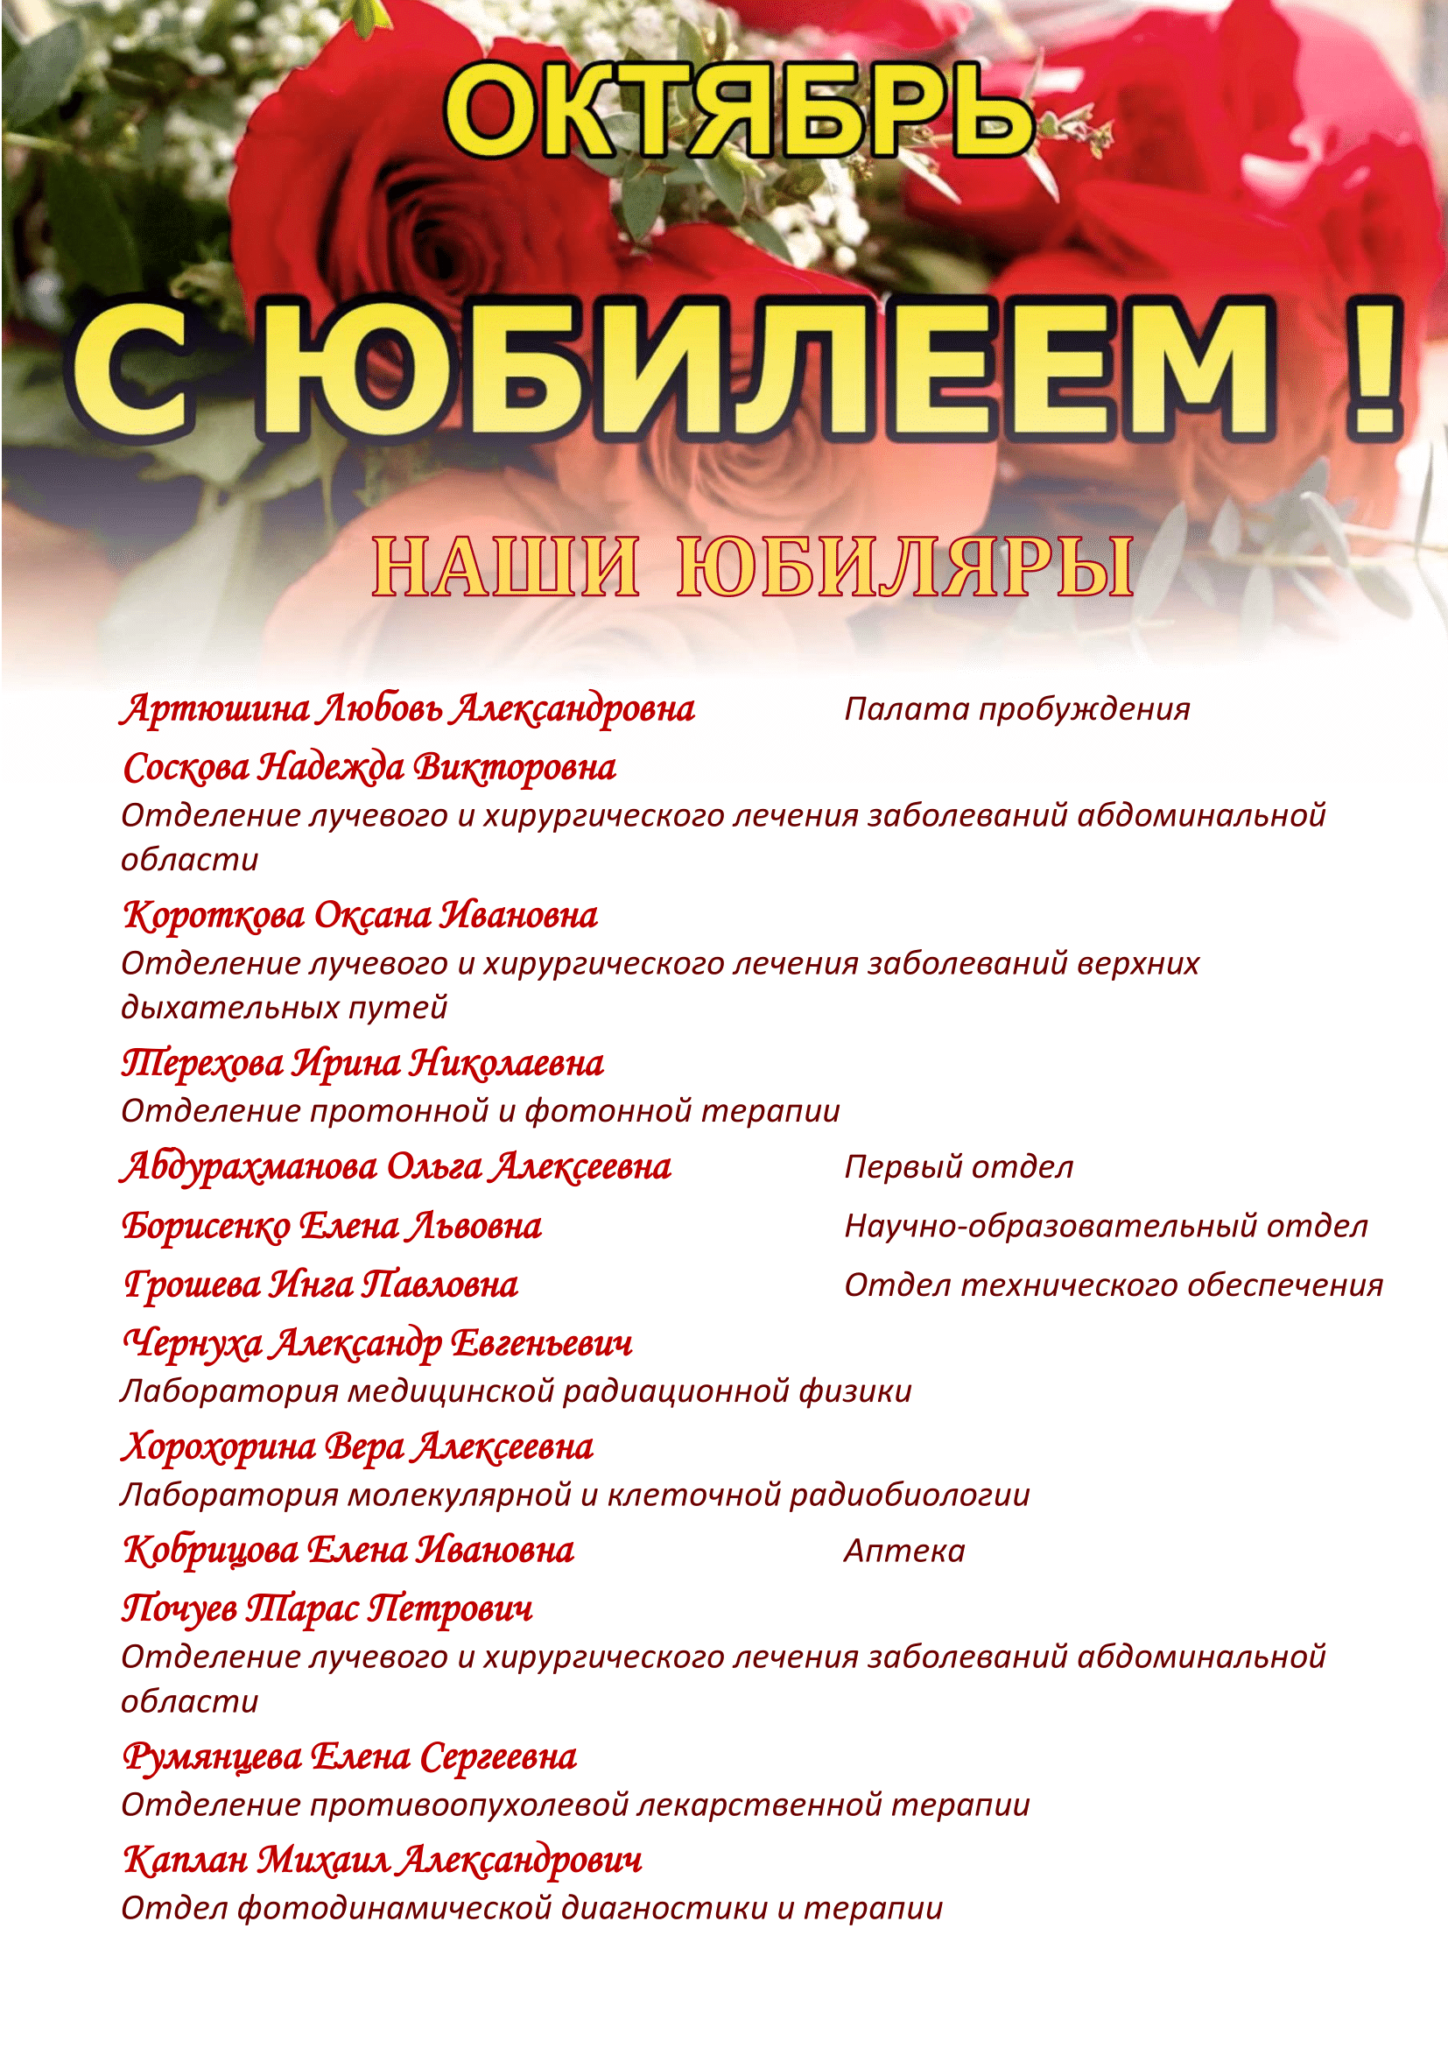 ОКТЯБРЬ
С ЮБИЛЕЕМ !
НАШИ ЮБИЛЯРЫ
Артюшина Любовь Александровна Палата пробуждения
Соскова Надежда Викторовна
Отделение лучевого и хирургического лечения заболеваний абдоминальной
области
Короткова Оксана Ивановна
Отделение лучевого и хирургического лечения заболеваний верхних
дыхательных путей
Терехова Ирина Николаевна
Отделение протонной и фотонной терапии
Абдурахманова Ольга Алексеевна Первый отдел
Борисенко Елена Львовна Научно-образовательный отдел
Грошева Инга Павловна Отдел технического обеспечения
Чернуха Александр Евгеньевич
Лаборатория медицинской радиационной физики
Хорохорина Вера Алексеевна
Лаборатория молекулярной и клеточной радиобиологии
Кобрицова Елена Ивановна Аптека
Почуев Тарас Петрович
Отделение лучевого и хирургического лечения заболеваний абдоминальной
области
Румянцева Елена Сергеевна
Отделение противоопухолевой лекарственной терапии
Каплан Михаил Александрович
Отдел фотодинамической диагностики и терапии